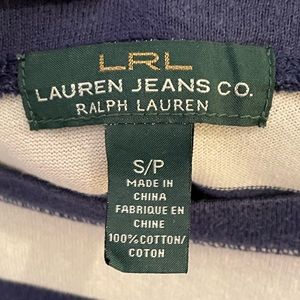 LRL
LAUREN JEANS CO.
RALPH LAUREN
S/P
MADE IN
CHINA
FABRIQUE EN
CHINE
100%COTTON/
COTON